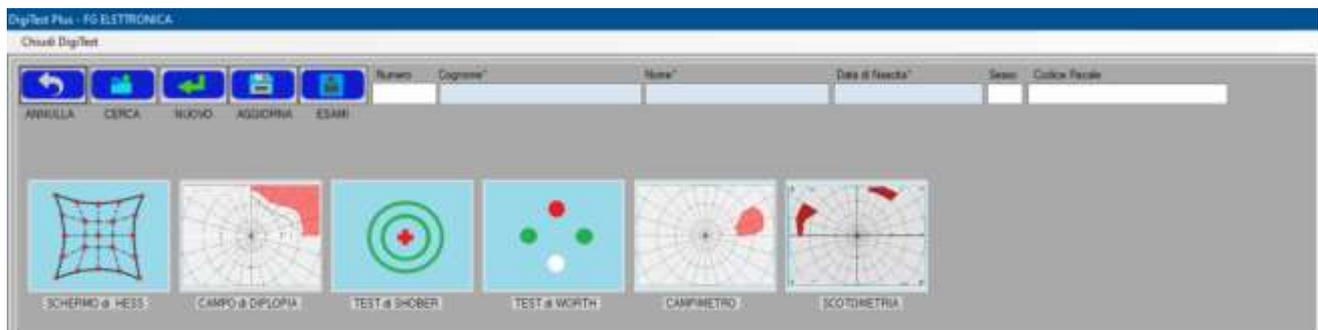 DigiTest Plus - FG ELETTRONICA
Chiudi DigiTest
Numero Cognome* Nome* Data di Nascita* Sesso Codice Fiscale
ANNULLA CERCA NUOVO AGGIORNA ESAMI
SCHERMO di HESS CAMPO di DIPLOPIA TEST di SHOBER TEST di WORTH CAMPIMETRO SCOTOMETRIA